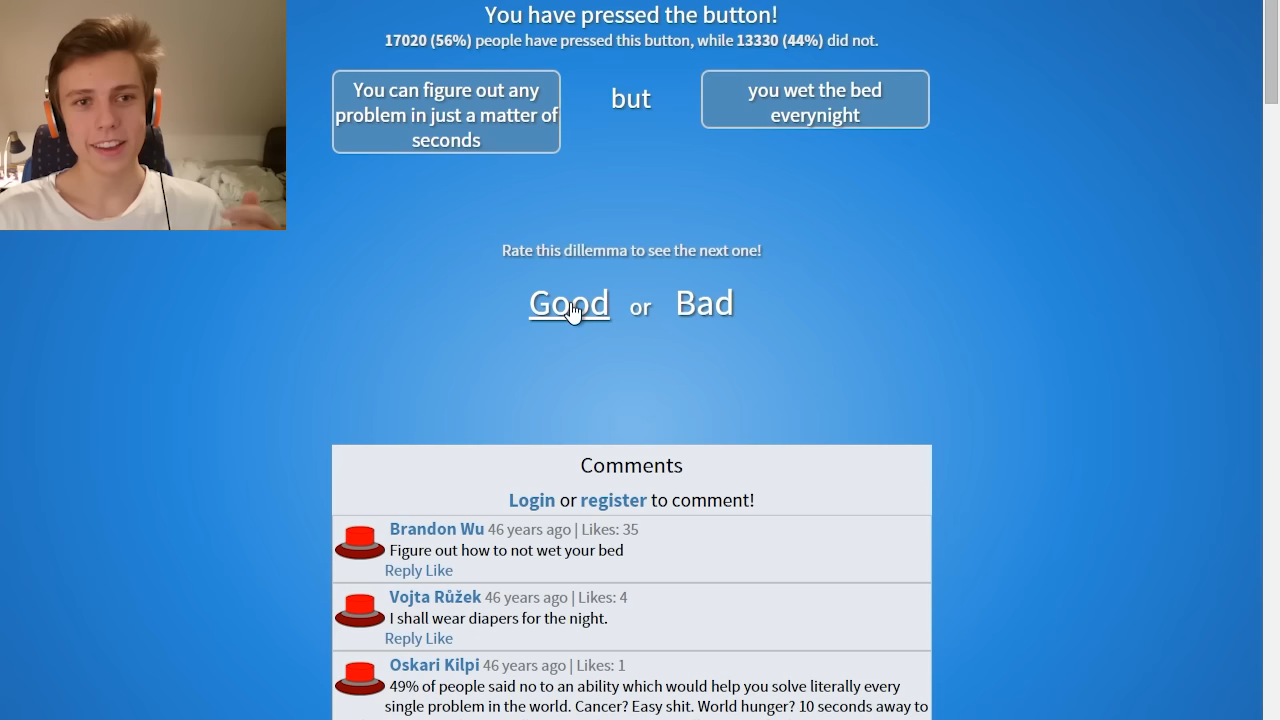 You have pressed the button!
17020 (56%) people have pressed this button, while 13330 (44%) did not.
You can figure out any
problem in just a matter of
seconds
but
you wet the bed
everynight
Rate this dillemma to see the next one!
Good or Bad
Comments
Login or register to comment!
Brandon Wu 46 years ago | Likes: 35
Figure out how to not wet your bed
Reply Like
Vojta Růžek 46 years ago | Likes: 4
I shall wear diapers for the night.
Reply Like
Oskari Kilpi 46 years ago | Likes: 1
49% of people said no to an ability which would help you solve literally every
single problem in the world. Cancer? Easy shit. World hunger? 10 seconds away to